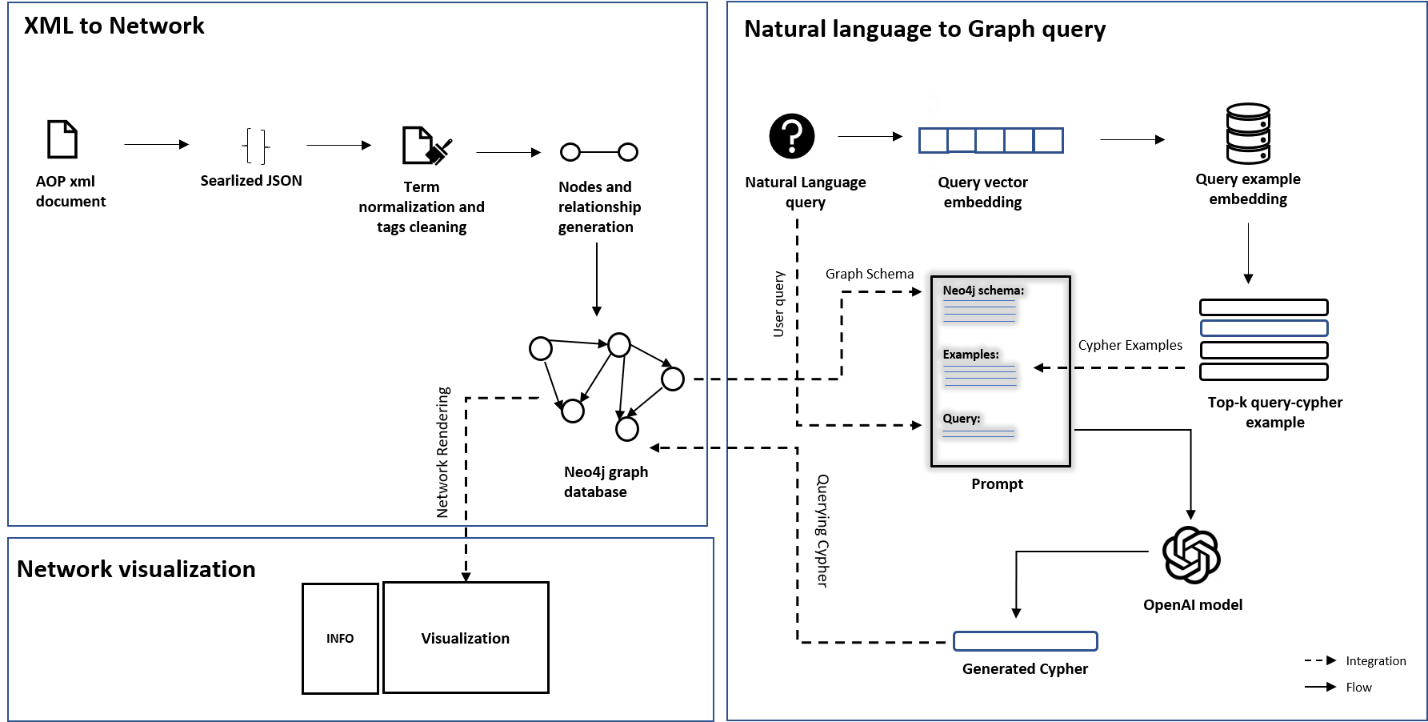 XML to Network
AOP xml
document
Searlized JSON
Term
normalization and
tags cleaning
Nodes and
relationship
generation
Neo4j graph
database
Network Rendering
Network visualization
INFO
Visualization
Natural language to Graph query
Natural Language
query
Query vector
embedding
Query example
embedding
User query
Graph Schema
Neo4j schema:
Examples:
Query:
Prompt
Cypher Examples
Top-k query-cypher
example
Querying Cypher
OpenAI model
Generated Cypher
Integration
Flow